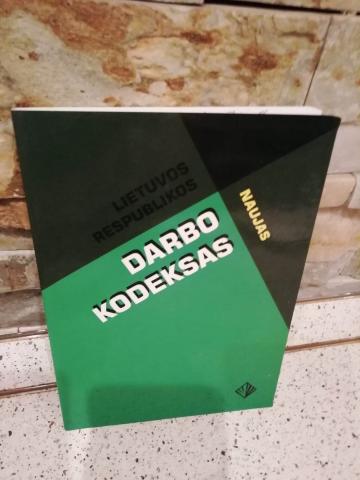 LIETUVOS
RESPUBLIKOS
DARBO
KODEKSAS
NAUJAS